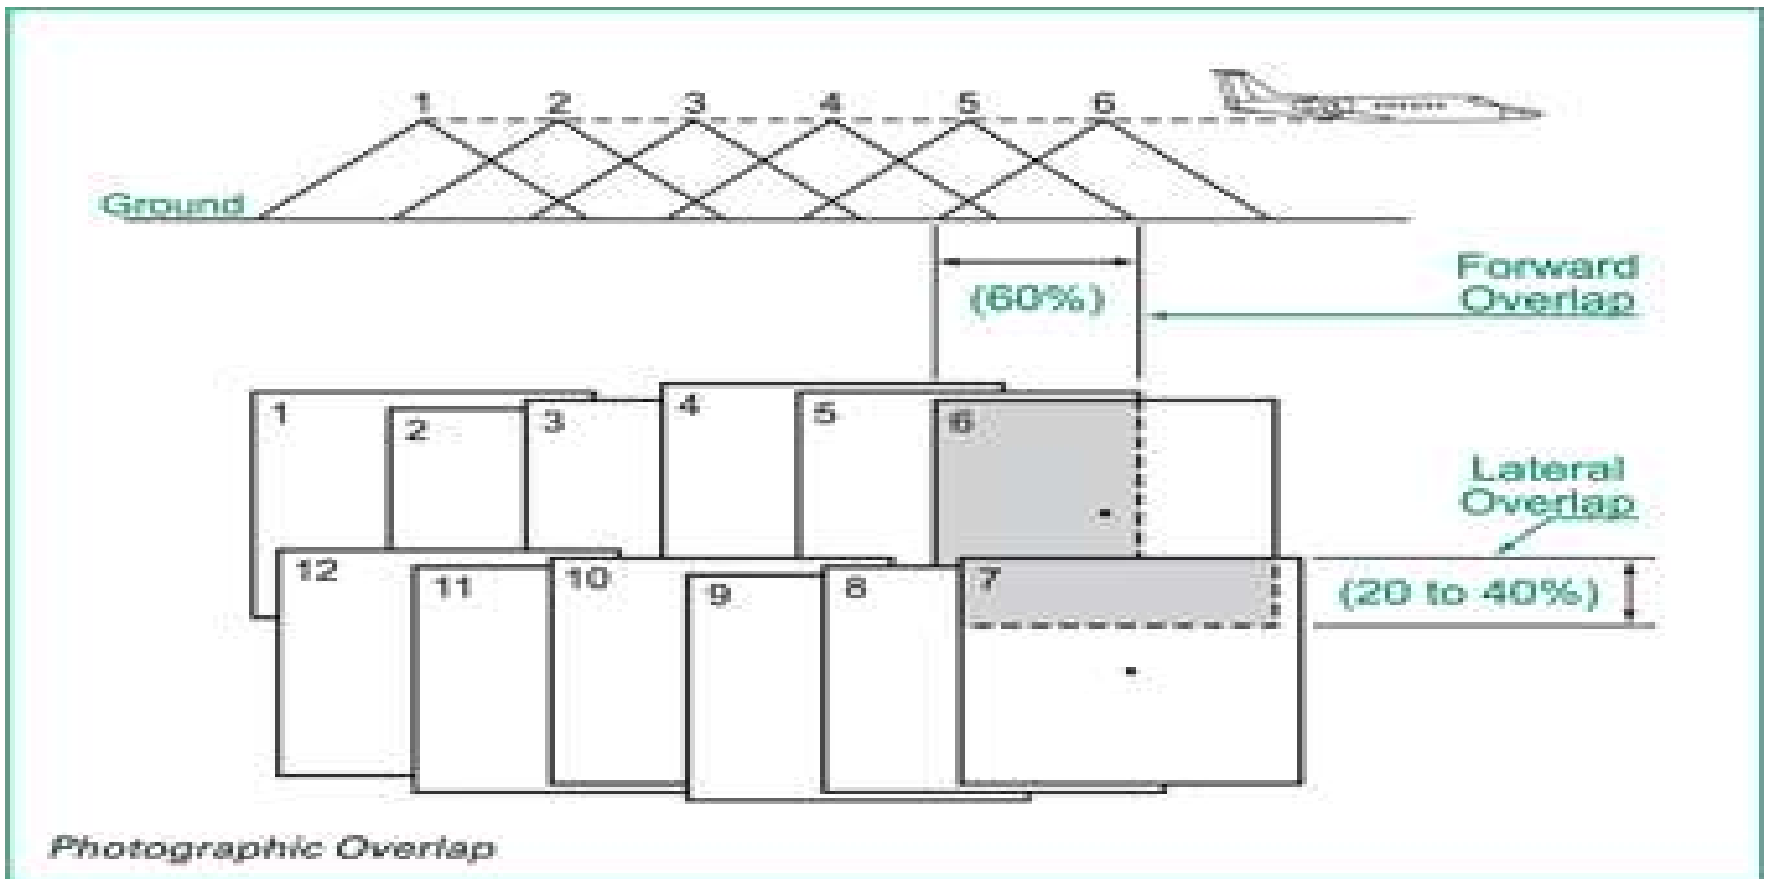 1 2 3 4 5 6
Ground
Forward
Overlap
(60%)
1 2 3 4 5 6
Lateral
Overlap
12 11 10 9 8 7
(20 to 40%)
Photographic Overlap